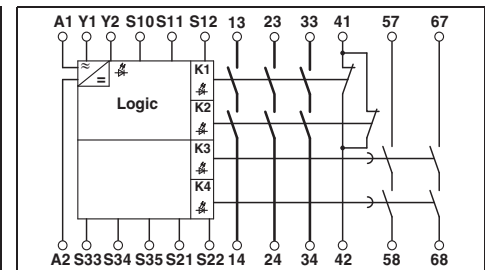 A1 Y1 Y2 S10 S11 S12 13 23 33 41 57 67
≈
=
K1
Logic
K2
K3
K4
A2 S33 S34 S35 S21 S22 14 24 34 42 58 68